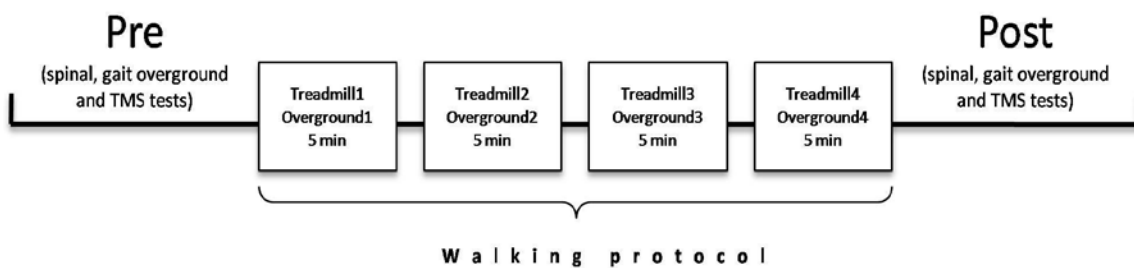 Pre
(spinal, gait overground
and TMS tests)
Treadmill1
Overground1
5 min
Treadmill2
Overground2
5 min
Treadmill3
Overground3
5 min
Treadmill4
Overground4
5 min
Post
(spinal, gait overground
and TMS tests)
Walking protocol